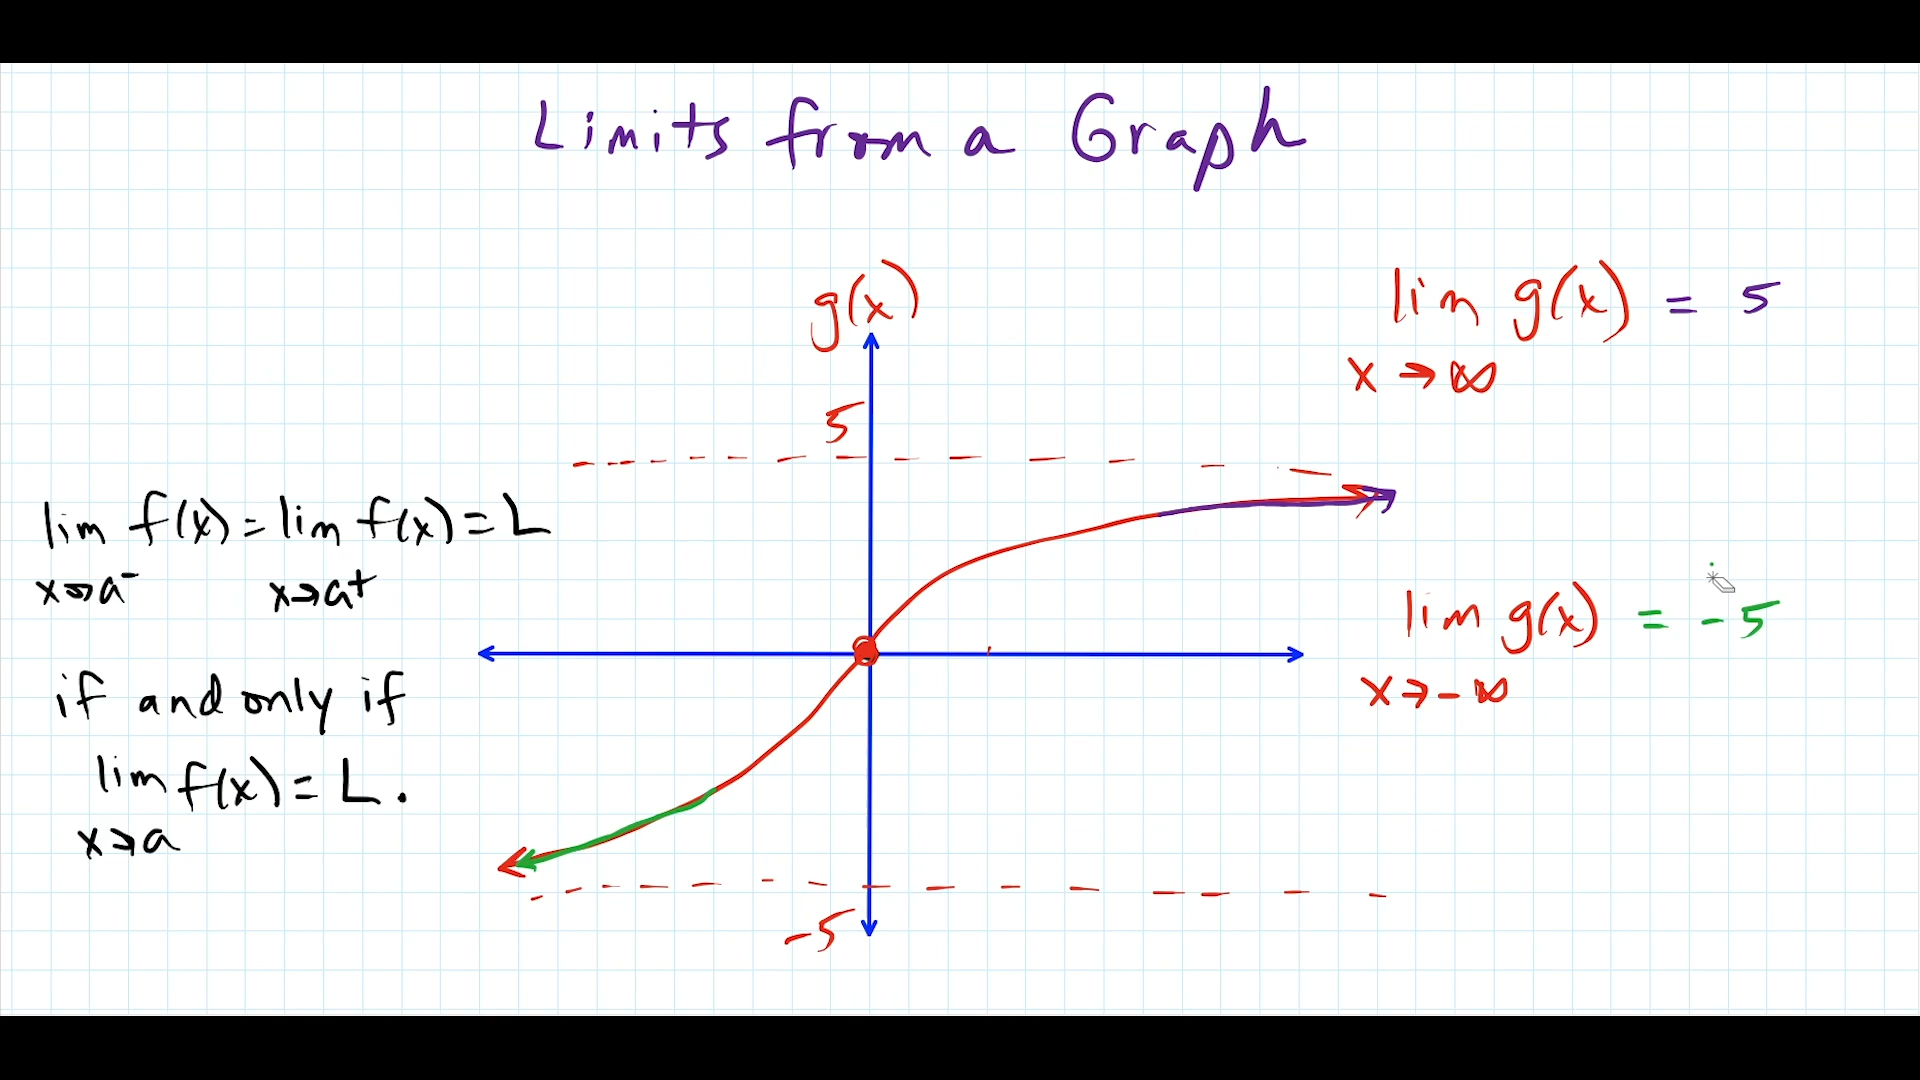 Limits from a Graph
g(x)
5
-5
lim g(x) = 5
x → ∞
lim g(x) = -5
x → -∞
lim f(x) = lim f(x) = L
x → a⁻ x → a⁺
if and only if
lim f(x) = L.
x → a